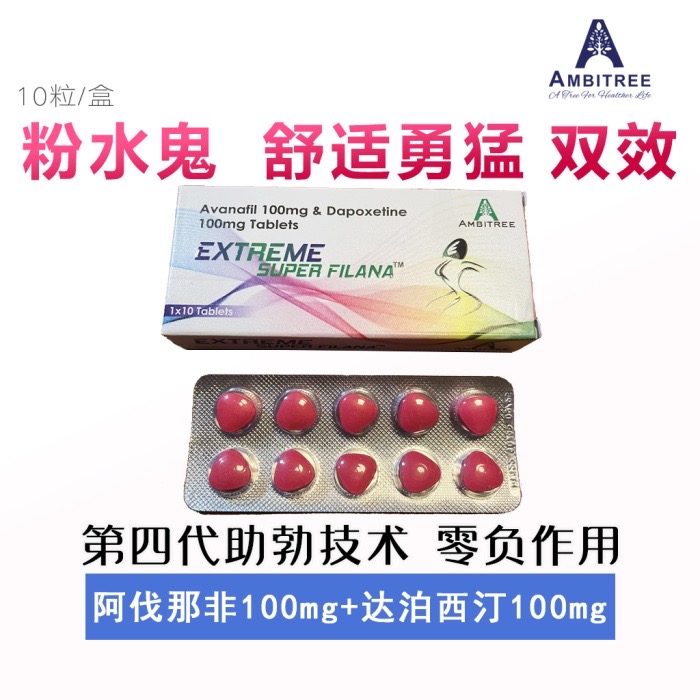 AMBITREE
A Tree For Healthier Life
10粒/盒
粉水鬼 舒适勇猛 双效
Avanafil 100mg & Dapoxetine
100mg Tablets
AMBITREE
EXTREME
SUPER FILANA™
1x10 Tablets
EXTREME
SUPER FILANA™
第四代助勃技术 零负作用
阿伐那非100mg+达泊西汀100mg